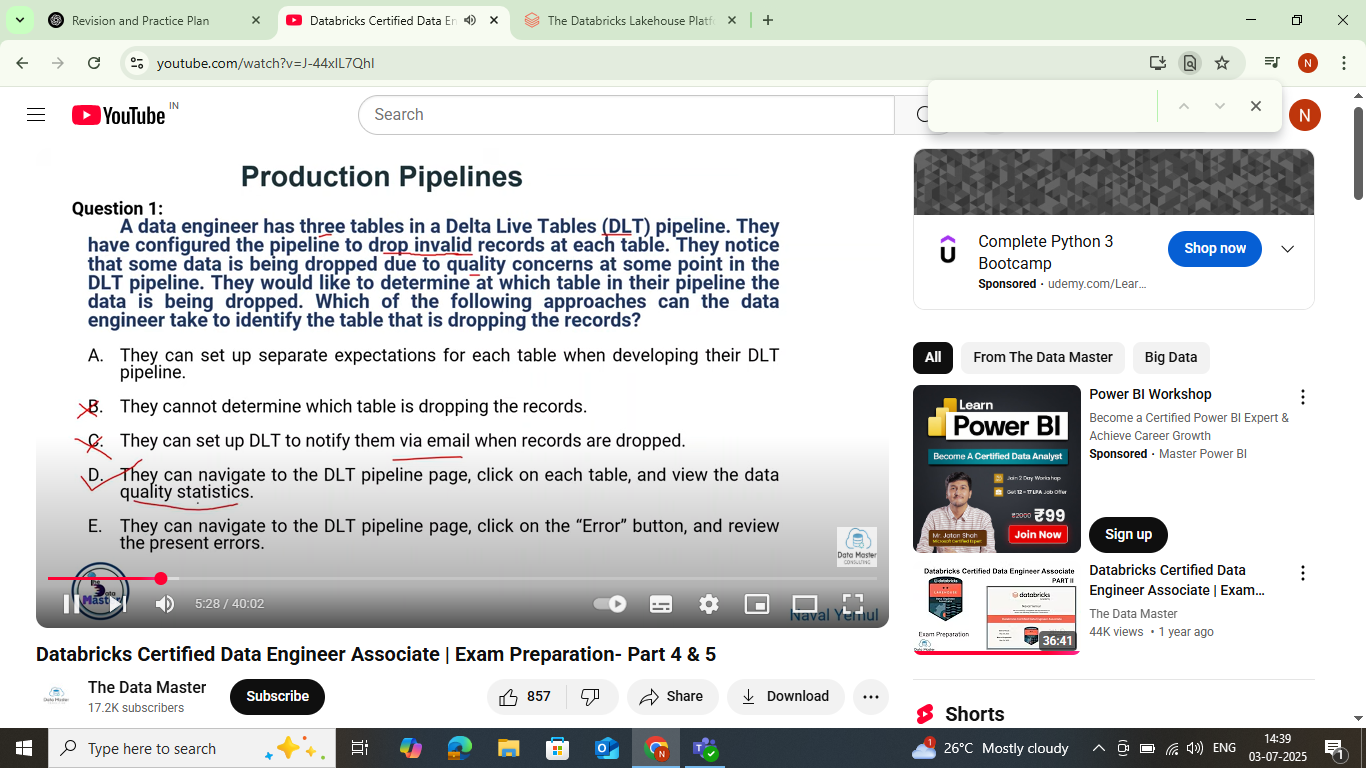 Revision and Practice Plan
Databricks Certified Data En
The Databricks Lakehouse Platfo
youtube.com/watch?v=J-44xlL7QhI
N
YouTube IN
Search
N
Production Pipelines
Question 1:
A data engineer has three tables in a Delta Live Tables (DLT) pipeline. They
have configured the pipeline to drop invalid records at each table. They notice
that some data is being dropped due to quality concerns at some point in the
DLT pipeline. They would like to determine at which table in their pipeline the
data is being dropped. Which of the following approaches can the data
engineer take to identify the table that is dropping the records?
A. They can set up separate expectations for each table when developing their DLT
pipeline.
B. They cannot determine which table is dropping the records.
C. They can set up DLT to notify them via email when records are dropped.
D. They can navigate to the DLT pipeline page, click on each table, and view the data
quality statistics.
E. They can navigate to the DLT pipeline page, click on the “Error” button, and review
the present errors.
Data Master
CONSULTING
The
Data
Master
5:28 / 40:02
Naval Yemul
Databricks Certified Data Engineer Associate | Exam Preparation- Part 4 & 5
The Data Master
17.2K subscribers
Subscribe
857
Share
Download
Complete Python 3
Bootcamp
Sponsored · udemy.com/Lear...
Shop now
All
From The Data Master
Big Data
Learn
Power BI
Become A Certified Data Analyst
Join 2 Day Workshop
Get 12 - 17 LPA Job Offer
₹2000 ₹99
Join Now
Mr. Jatan Shah
Microsoft Certified Expert
Power BI Workshop
Become a Certified Power BI Expert &
Achieve Career Growth
Sponsored · Master Power BI
Sign up
Databricks Certified Data Engineer Associate
PART II
databricks
Exam Preparation
36:41
Databricks Certified Data
Engineer Associate | Exam...
The Data Master
44K views • 1 year ago
Shorts
Type here to search
26°C Mostly cloudy
ENG
14:39
03-07-2025
1